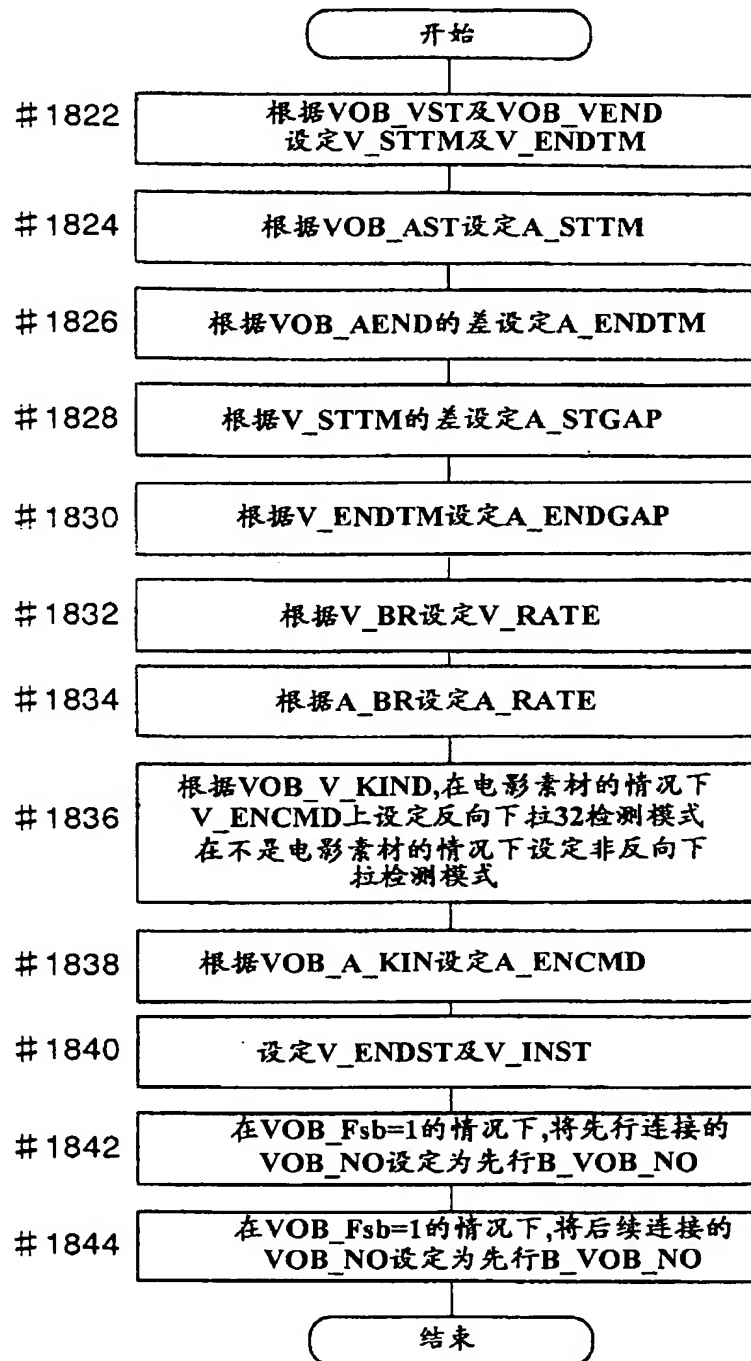 开始
#1822
根据VOB_VST及VOB_VEND
设定V_STTM及V_ENDTM
#1824
根据VOB_AST设定A_STTM
#1826
根据VOB_AEND的差设定A_ENDTM
#1828
根据V_STTM的差设定A_STGAP
#1830
根据V_ENDTM设定A_ENDGAP
#1832
根据V_BR设定V_RATE
#1834
根据A_BR设定A_RATE
#1836
根据VOB_V_KIND,在电影素材的情况下
V_ENCMD上设定反向下拉32检测模式
在不是电影素材的情况下设定非反向下
拉检测模式
#1838
根据VOB_A_KIN设定A_ENCMD
#1840
设定V_ENDST及V_INST
#1842
在VOB_Fsb=1的情况下,将先行连接的
VOB_NO设定为先行B_VOB_NO
#1844
在VOB_Fsb=1的情况下,将后续连接的
VOB_NO设定为先行B_VOB_NO
结束